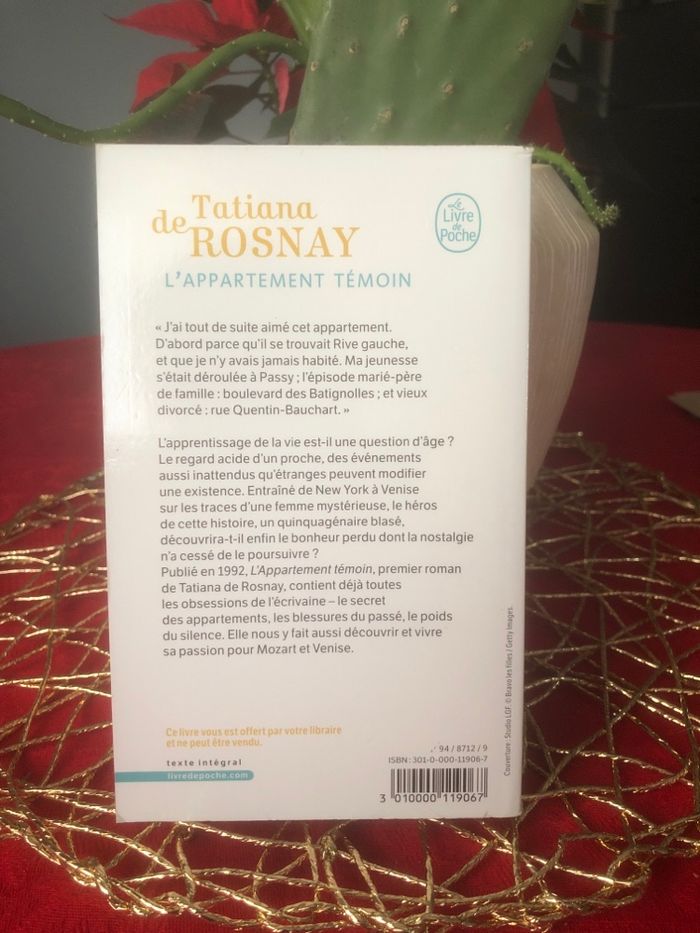 Tatiana
de ROSNAY
L'APPARTEMENT TÉMOIN
Le
Livre
de
Poche
« J'ai tout de suite aimé cet appartement.
D'abord parce qu'il se trouvait Rive gauche,
et que je n'y avais jamais habité. Ma jeunesse
s'était déroulée à Passy ; l'épisode marié-père
de famille : boulevard des Batignolles ; et vieux
divorcé : rue Quentin-Bauchart. »
L'apprentissage de la vie est-il une question d'âge ?
Le regard acide d'un proche, des événements
aussi inattendus qu'étranges peuvent modifier
une existence. Entraîné de New York à Venise
sur les traces d'une femme mystérieuse, le héros
de cette histoire, un quinquagénaire blasé,
découvrira-t-il enfin le bonheur perdu dont la nostalgie
n'a cessé de le poursuivre ?
Publié en 1992, L'Appartement témoin, premier roman
de Tatiana de Rosnay, contient déjà toutes
les obsessions de l'écrivaine – le secret
des appartements, les blessures du passé, le poids
du silence. Elle nous y fait aussi découvrir et vivre
sa passion pour Mozart et Venise.
Ce livre vous est offert par votre libraire
et ne peut être vendu.
texte intégral
livredepoche.com
94 / 8712 / 9
ISBN : 301-0-000-11906-7
3 010000 119067
Couverture : Studio LGF. © Bravo les filles / Getty Images.